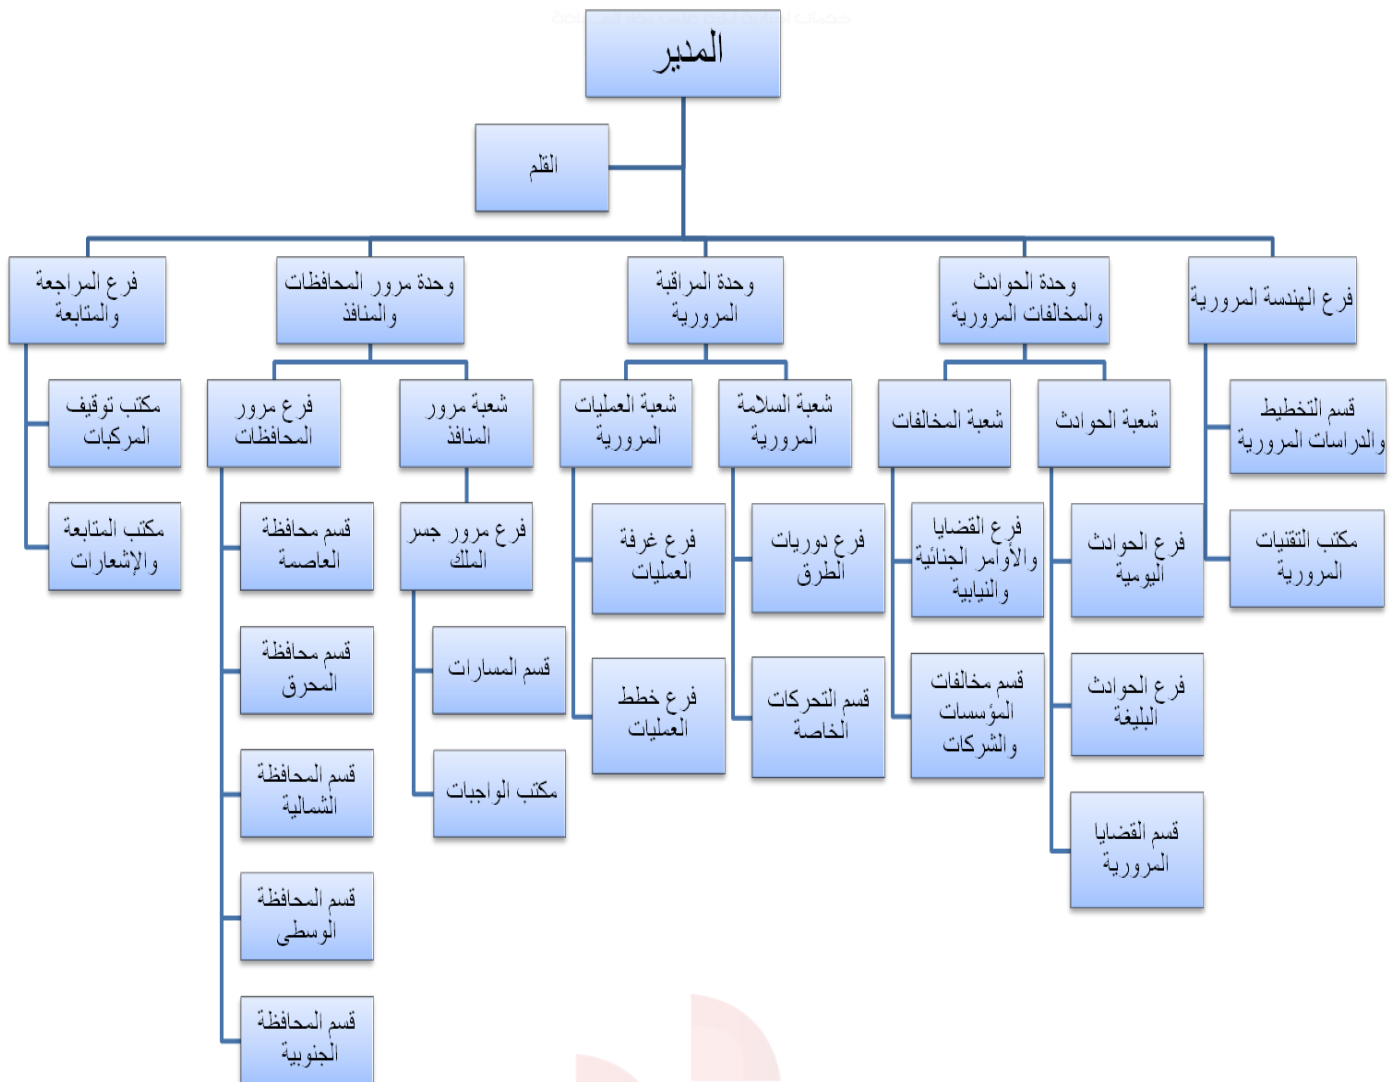 المدير
القلم
فرع الهندسة المرورية
وحدة الحوادث
والمخالفات المرورية
وحدة المراقبة
المرورية
وحدة مرور المحافظات
والمنافذ
فرع المراجعة
والمتابعة
قسم التخطيط
والدراسات المرورية
مكتب التقنيات
المرورية
شعبة الحوادث
فرع الحوادث
اليومية
فرع الحوادث
البليغة
قسم القضايا
المرورية
شعبة المخالفات
فرع القضايا
والأوامر الجنائية
والنيابية
قسم مخالفات
المؤسسات
والشركات
شعبة السلامة
المرورية
فرع دوريات
الطرق
قسم التحركات
الخاصة
شعبة العمليات
المرورية
فرع غرفة
العمليات
فرع خطط
العمليات
شعبة مرور
المنافذ
فرع مرور جسر
الملك
قسم المسارات
مكتب الواجبات
فرع مرور
المحافظات
قسم محافظة
العاصمة
قسم محافظة
المحرق
قسم المحافظة
الشمالية
قسم المحافظة
الوسطى
قسم المحافظة
الجنوبية
مكتب توقيف
المركبات
مكتب المتابعة
والإشعارات